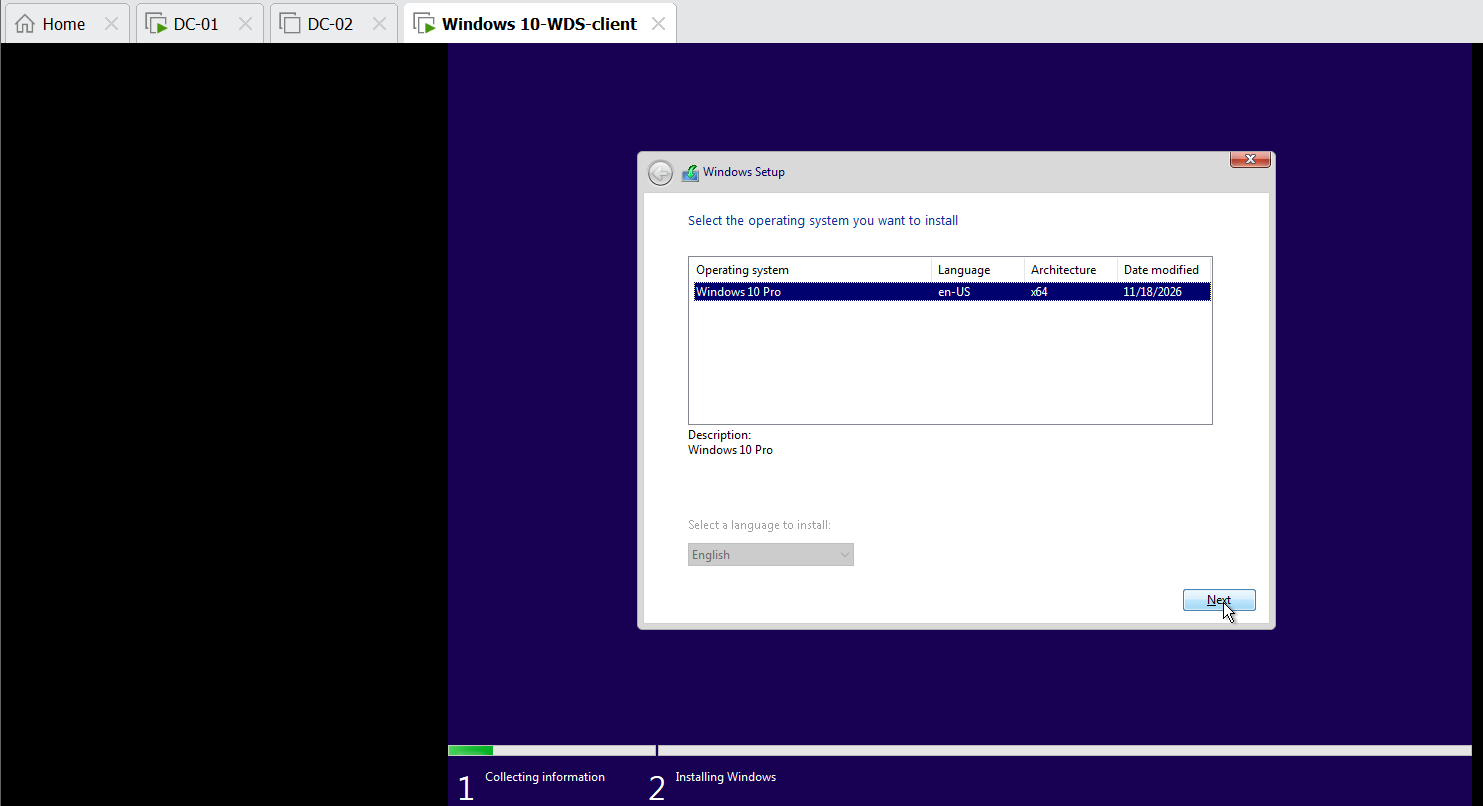 Home DC-01 DC-02 Windows 10-WDS-client
Windows Setup
Select the operating system you want to install
Operating system Language Architecture Date modified
Windows 10 Pro en-US x64 11/18/2026
Description:
Windows 10 Pro
Select a language to install:
English
Next
1 Collecting information 2 Installing Windows